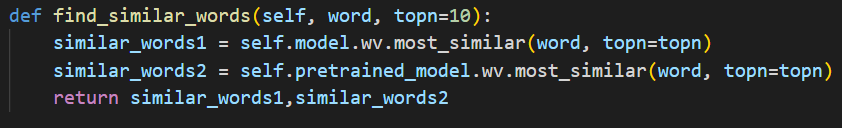 def find_similar_words(self, word, topn=10):
    similar_words1 = self.model.wv.most_similar(word, topn=topn)
    similar_words2 = self.pretrained_model.wv.most_similar(word, topn=topn)
    return similar_words1,similar_words2